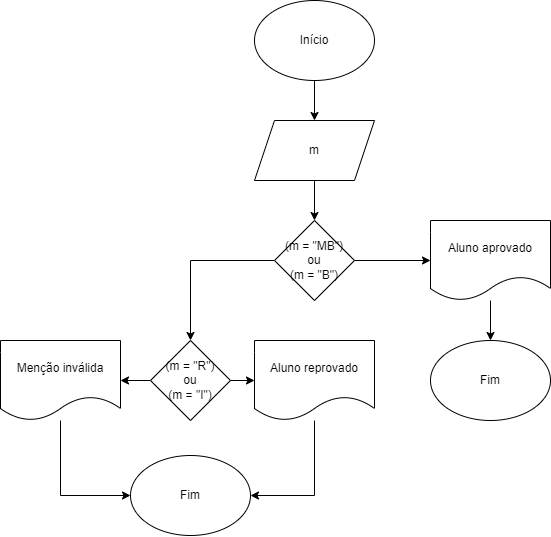 Início
m
(m = "MB")
ou
(m = "B")
Aluno aprovado
Menção inválida
(m = "R")
ou
(m = "I")
Aluno reprovado
Fim
Fim